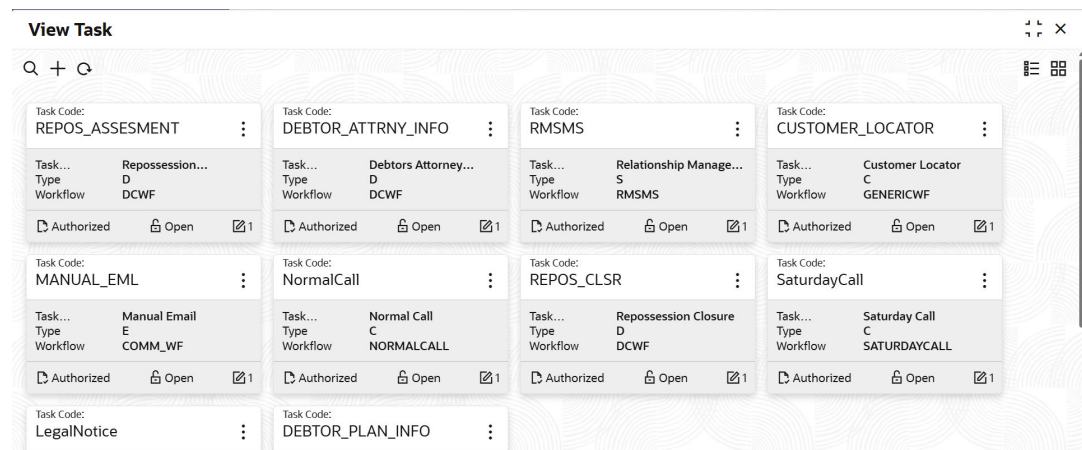 View Task
Task Code:
REPOS_ASSESMENT
Task... Repossession...
Type D
Workflow DCWF
Authorized Open 1
Task Code:
DEBTOR_ATTRNY_INFO
Task... Debtors Attorney...
Type D
Workflow DCWF
Authorized Open 1
Task Code:
RMSMS
Task... Relationship Manage...
Type S
Workflow RMSMS
Authorized Open 1
Task Code:
CUSTOMER_LOCATOR
Task... Customer Locator
Type C
Workflow GENERICWF
Authorized Open 1
Task Code:
MANUAL_EML
Task... Manual Email
Type E
Workflow COMM_WF
Authorized Open 1
Task Code:
NormalCall
Task... Normal Call
Type C
Workflow NORMALCALL
Authorized Open 1
Task Code:
REPOS_CLSR
Task... Repossession Closure
Type D
Workflow DCWF
Authorized Open 1
Task Code:
SaturdayCall
Task... Saturday Call
Type C
Workflow SATURDAYCALL
Authorized Open 1
Task Code:
LegalNotice
Task Code:
DEBTOR_PLAN_INFO